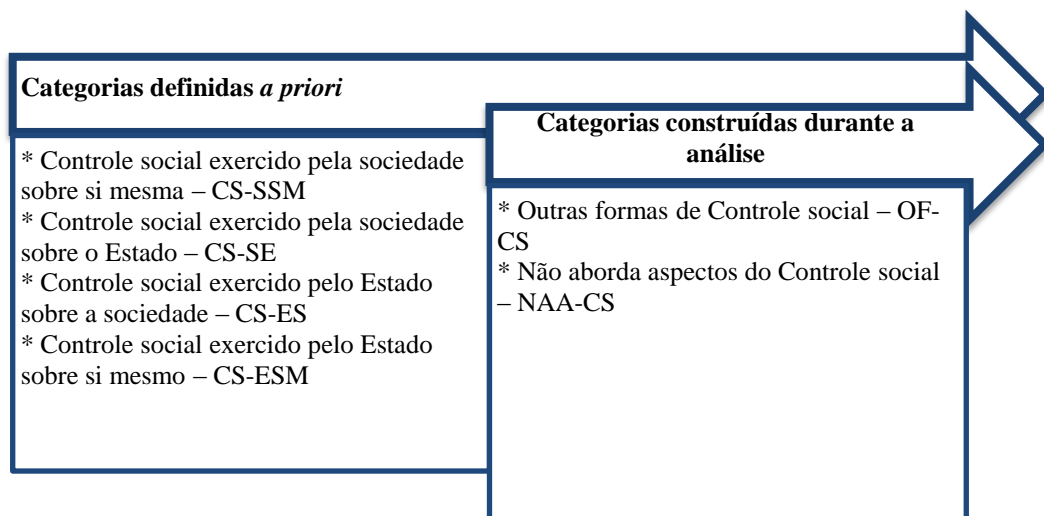 Categorias definidas a priori
* Controle social exercido pela sociedade
sobre si mesma – CS-SSM
* Controle social exercido pela sociedade
sobre o Estado – CS-SE
* Controle social exercido pelo Estado
sobre a sociedade – CS-ES
* Controle social exercido pelo Estado
sobre si mesmo – CS-ESM
Categorias construídas durante a
análise
* Outras formas de Controle social – OF-
CS
* Não aborda aspectos do Controle social
– NAA-CS